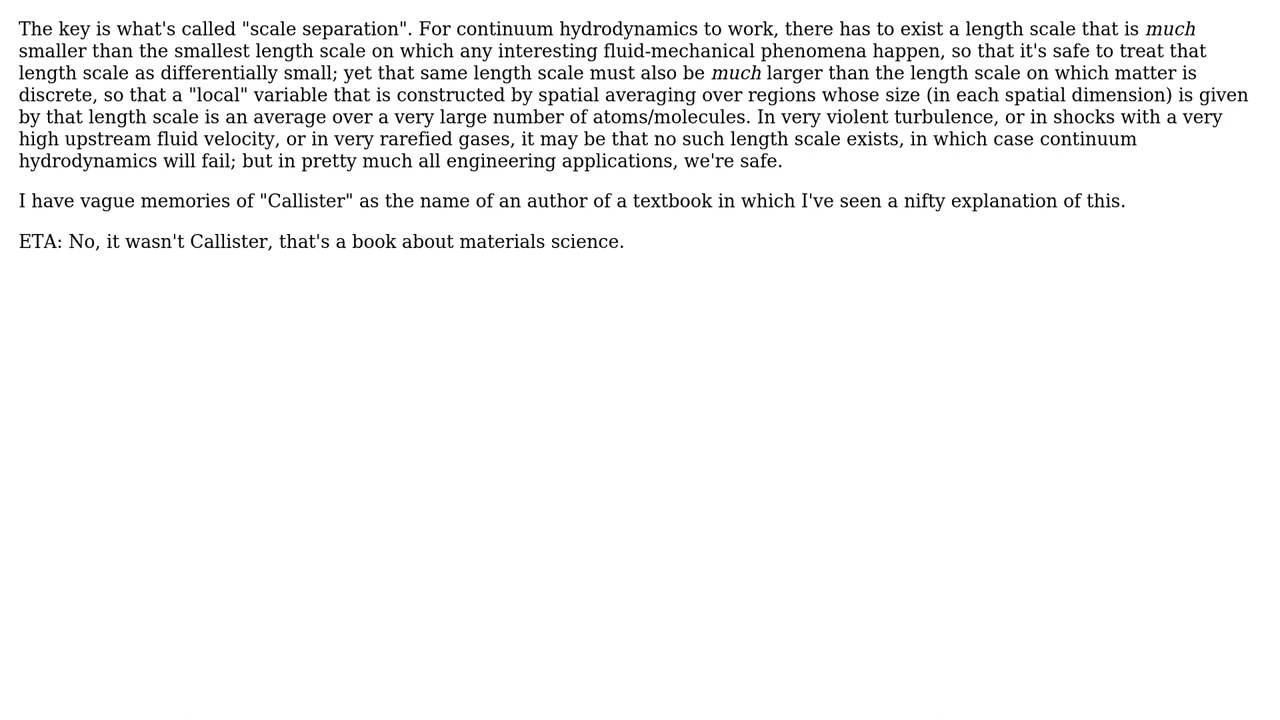 The key is what's called "scale separation". For continuum hydrodynamics to work, there has to exist a length scale that is much
smaller than the smallest length scale on which any interesting fluid-mechanical phenomena happen, so that it's safe to treat that
length scale as differentially small; yet that same length scale must also be much larger than the length scale on which matter is
discrete, so that a "local" variable that is constructed by spatial averaging over regions whose size (in each spatial dimension) is given
by that length scale is an average over a very large number of atoms/molecules. In very violent turbulence, or in shocks with a very
high upstream fluid velocity, or in very rarefied gases, it may be that no such length scale exists, in which case continuum
hydrodynamics will fail; but in pretty much all engineering applications, we're safe.
I have vague memories of "Callister" as the name of an author of a textbook in which I've seen a nifty explanation of this.
ETA: No, it wasn't Callister, that's a book about materials science.